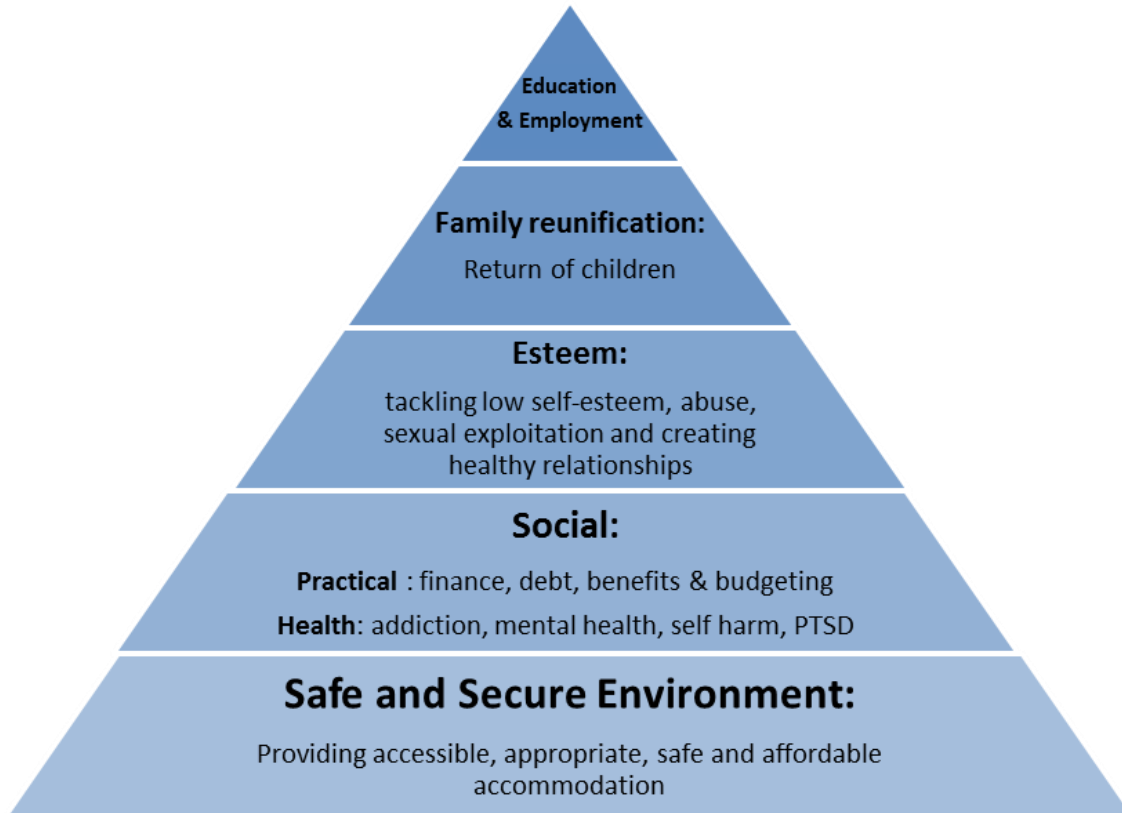 Education
& Employment
Family reunification:
Return of children
Esteem:
tackling low self-esteem, abuse,
sexual exploitation and creating
healthy relationships
Social:
Practical : finance, debt, benefits & budgeting
Health: addiction, mental health, self harm, PTSD
Safe and Secure Environment:
Providing accessible, appropriate, safe and affordable
accommodation